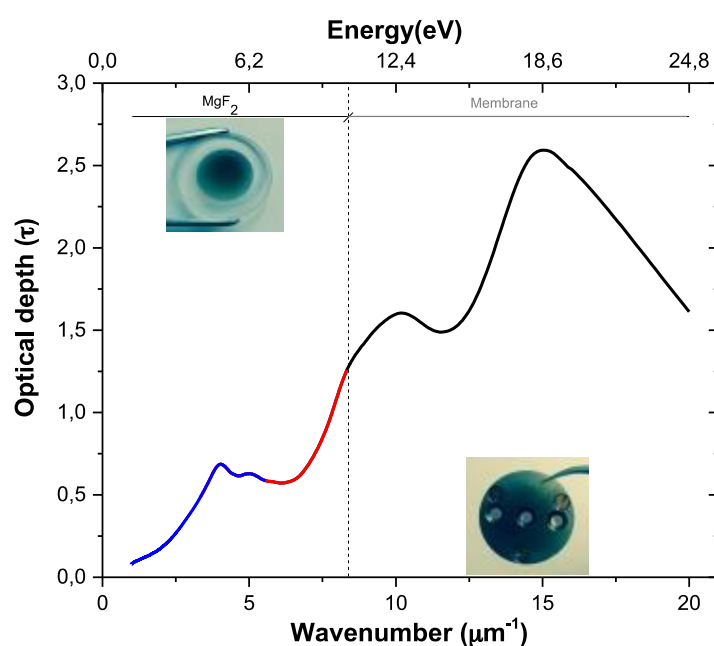 Energy(eV)
0,0 6,2 12,4 18,6 24,8
3,0
MgF₂ Membrane
2,5
2,0
1,5
1,0
0,5
0,0
Optical depth (τ)
0 5 10 15 20
Wavenumber (μm⁻¹)